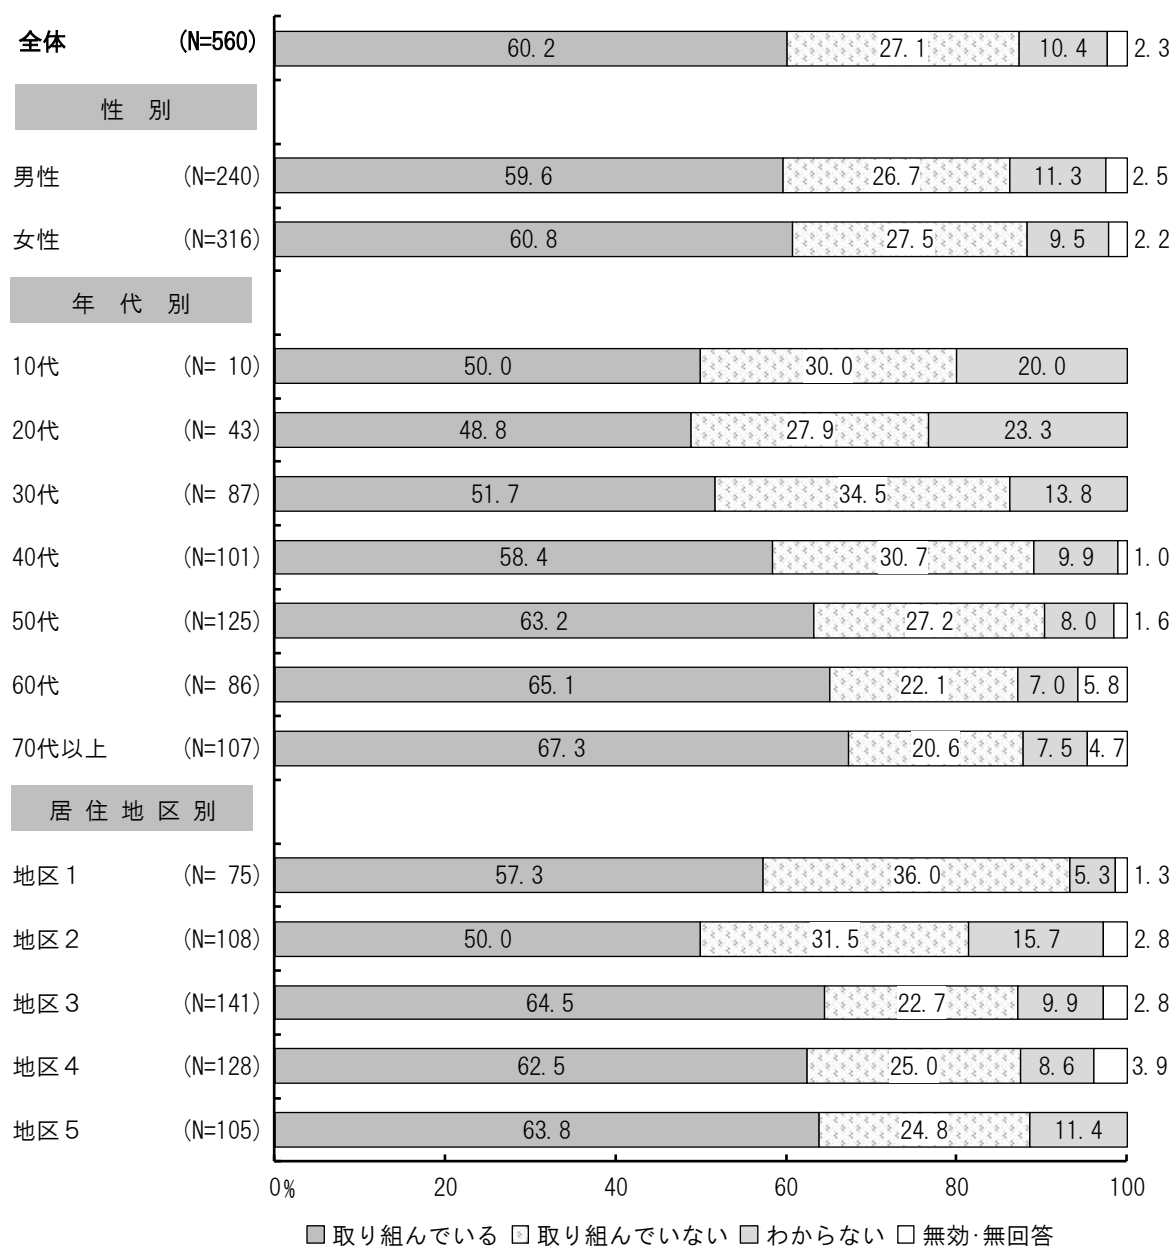 全体 (N=560) 60.2 27.1 10.4 2.3
性 別
男性 (N=240) 59.6 26.7 11.3 2.5
女性 (N=316) 60.8 27.5 9.5 2.2
年 代 別
10代 (N= 10) 50.0 30.0 20.0
20代 (N= 43) 48.8 27.9 23.3
30代 (N= 87) 51.7 34.5 13.8
40代 (N=101) 58.4 30.7 9.9 1.0
50代 (N=125) 63.2 27.2 8.0 1.6
60代 (N= 86) 65.1 22.1 7.0 5.8
70代以上 (N=107) 67.3 20.6 7.5 4.7
居 住 地 区 別
地区1 (N= 75) 57.3 36.0 5.3 1.3
地区2 (N=108) 50.0 31.5 15.7 2.8
地区3 (N=141) 64.5 22.7 9.9 2.8
地区4 (N=128) 62.5 25.0 8.6 3.9
地区5 (N=105) 63.8 24.8 11.4
0% 20 40 60 80 100
取り組んでいる 取り組んでいない わからない 無効・無回答